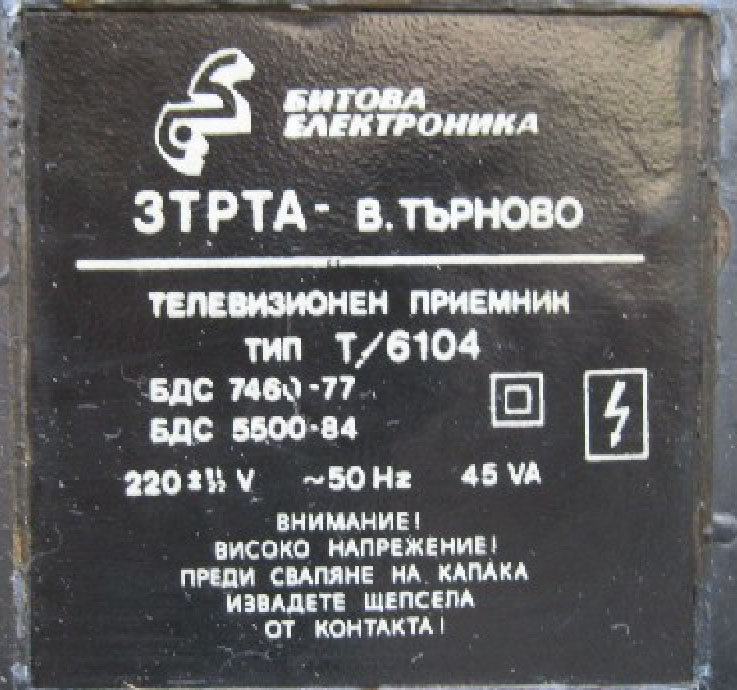 БИТОВА
ЕЛЕКТРОНИКА
ЗТРТА - В.ТЪРНОВО
ТЕЛЕВИЗИОНЕН ПРИЕМНИК
ТИП Т/6104
БДС 7460-77
БДС 5500-84
220 V ~50 Hz 45 VA
ВНИМАНИЕ!
ВИСОКО НАПРЕЖЕНИЕ!
ПРЕДИ СВАЛЯНЕ НА КАПАКА
ИЗВАДЕТЕ ЩЕПСЕЛА
ОТ КОНТАКТА!